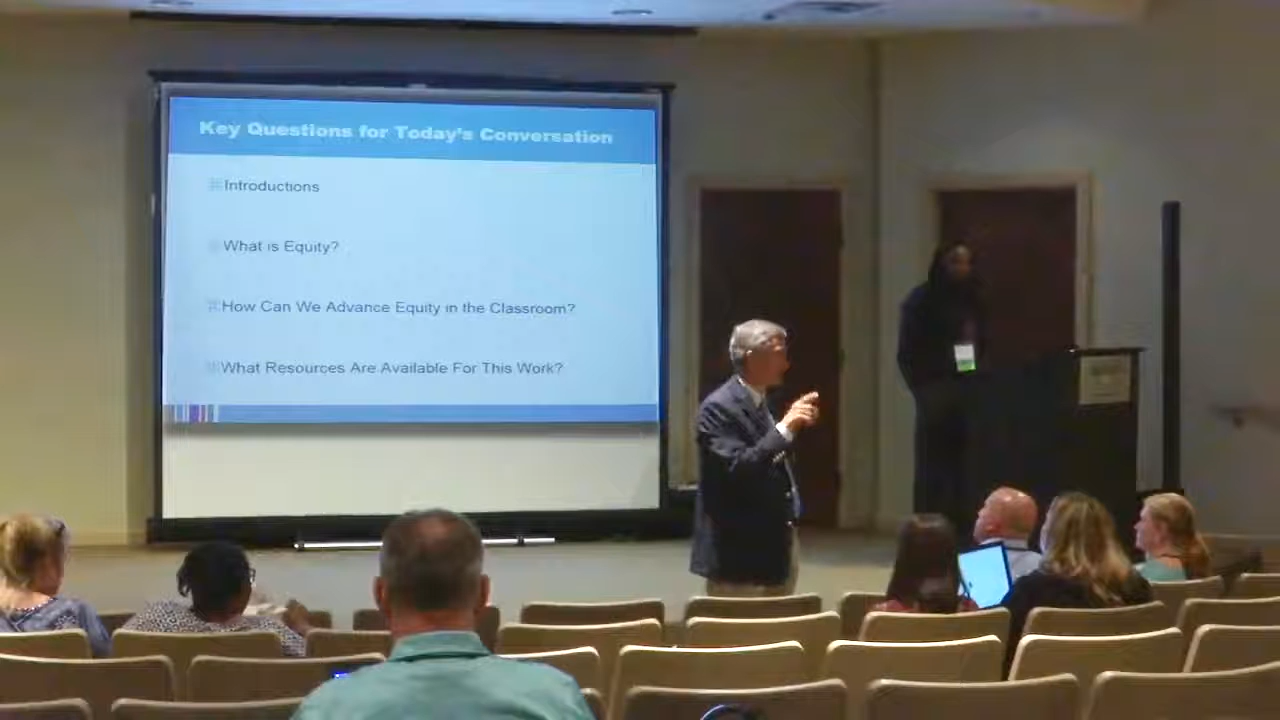 Key Questions for Today's Conversation
Introductions
What is Equity?
How Can We Advance Equity in the Classroom?
What Resources Are Available For This Work?